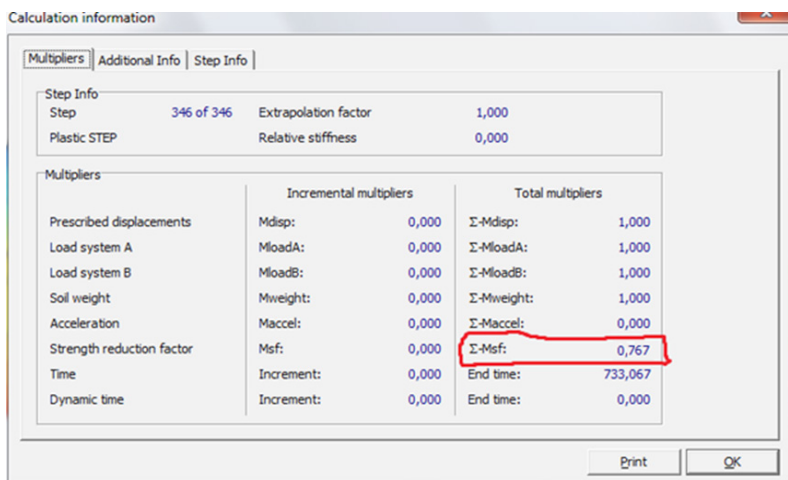 Calculation information
Multipliers Additional Info Step Info
Step Info
Step 346 of 346 Extrapolation factor 1,000
Plastic STEP Relative stiffness 0,000
Multipliers
Incremental multipliers Total multipliers
Prescribed displacements Mdisp: 0,000 Σ-Mdisp: 1,000
Load system A MloadA: 0,000 Σ-MloadA: 1,000
Load system B MloadB: 0,000 Σ-MloadB: 1,000
Soil weight Mweight: 0,000 Σ-Mweight: 1,000
Acceleration Maccel: 0,000 Σ-Maccel: 0,000
Strength reduction factor Msf: 0,000 Σ-Msf: 0,767
Time Increment: 0,000 End time: 733,067
Dynamic time Increment: 0,000 End time: 0,000
Print OK